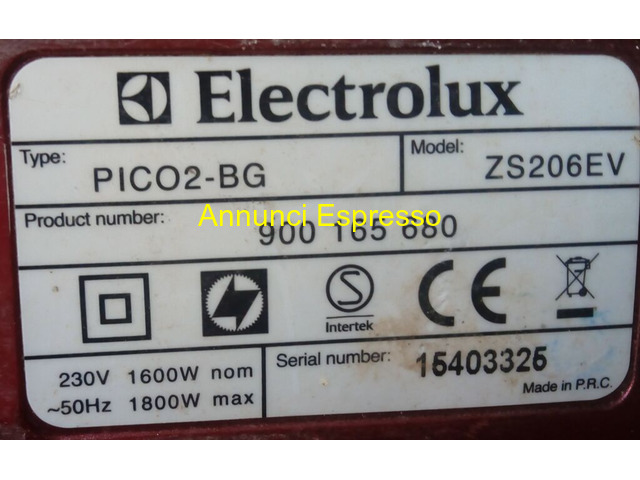 Electrolux
Type: PICO2-BG
Model: ZS206EV
Product number: 900 165 680
Annunci Espresso
S
Intertek
CE
230V 1600W nom
~50Hz 1800W max
Serial number: 15403325
Made in P.R.C.